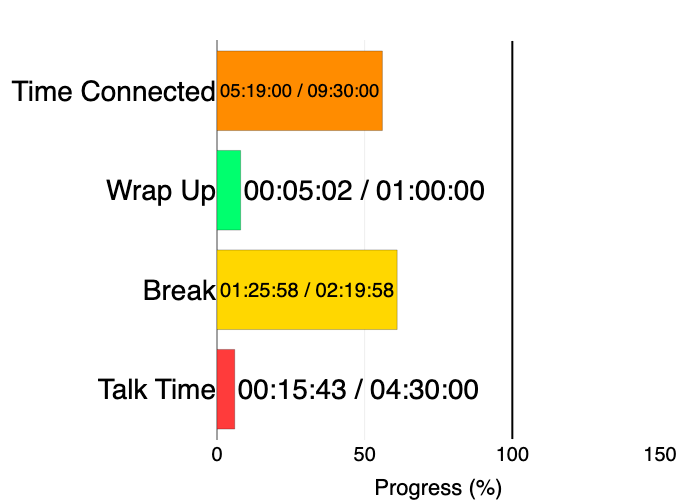 Time Connected 05:19:00 / 09:30:00
Wrap Up 00:05:02 / 01:00:00
Break 01:25:58 / 02:19:58
Talk Time 00:15:43 / 04:30:00
0 50 100 150
Progress (%)